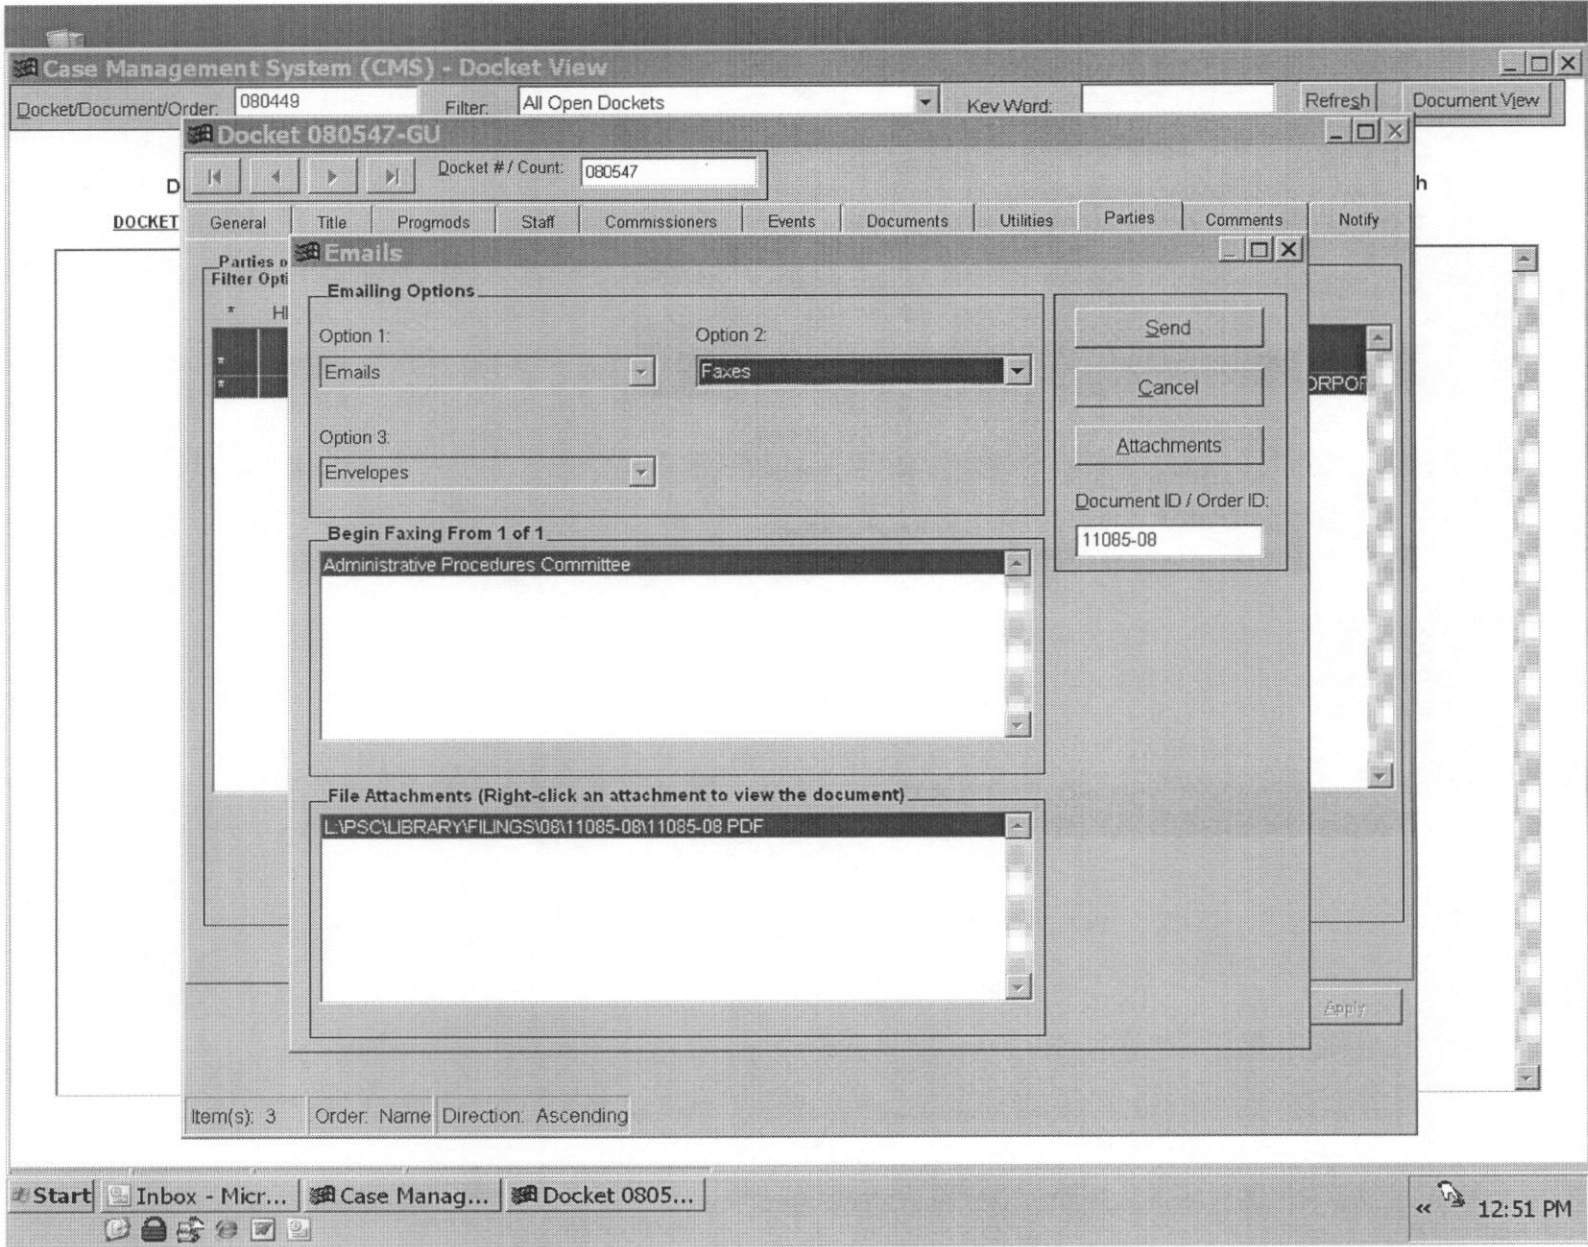 Case Management System (CMS) - Docket View
Docket/Document/Order: 080449 Filter: All Open Dockets Key Word: Refresh Document View
Docket 080547-GU
Docket # / Count: 080547
D h
DOCKET General Title Progmods Staff Commissioners Events Documents Utilities Parties Comments Notify
Parties o
Filter Opti
* HI
*
* ORPOR
Emails
Emailing Options
Option 1: Option 2:
Emails Faxes
Option 3:
Envelopes
Send
Cancel
Attachments
Document ID / Order ID:
11085-08
Begin Faxing From 1 of 1
Administrative Procedures Committee
File Attachments (Right-click an attachment to view the document)
L:\PSC\LIBRARY\FILINGS\08\11085-08\11085-08.PDF
Apply
Item(s): 3 Order: Name Direction: Ascending
Start Inbox - Micr... Case Manag... Docket 0805... « 12:51 PM